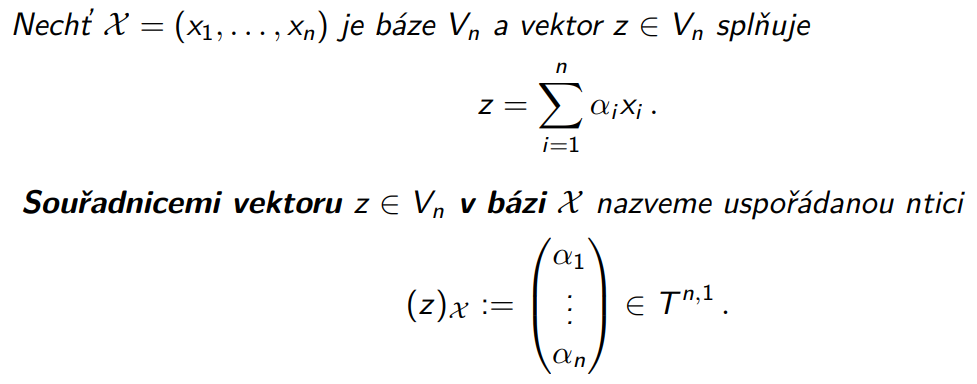 Nechť 𝒳 = (x₁, . . . , xₙ) je báze Vₙ a vektor z ∈ Vₙ splňuje
z = ∑ᵢ₌₁ⁿ αᵢxᵢ .
Souřadnicemi vektoru z ∈ Vₙ v bázi 𝒳 nazveme uspořádanou ntici
(z)𝒳 := (α₁ ⋮ αₙ) ∈ Tⁿ,¹ .